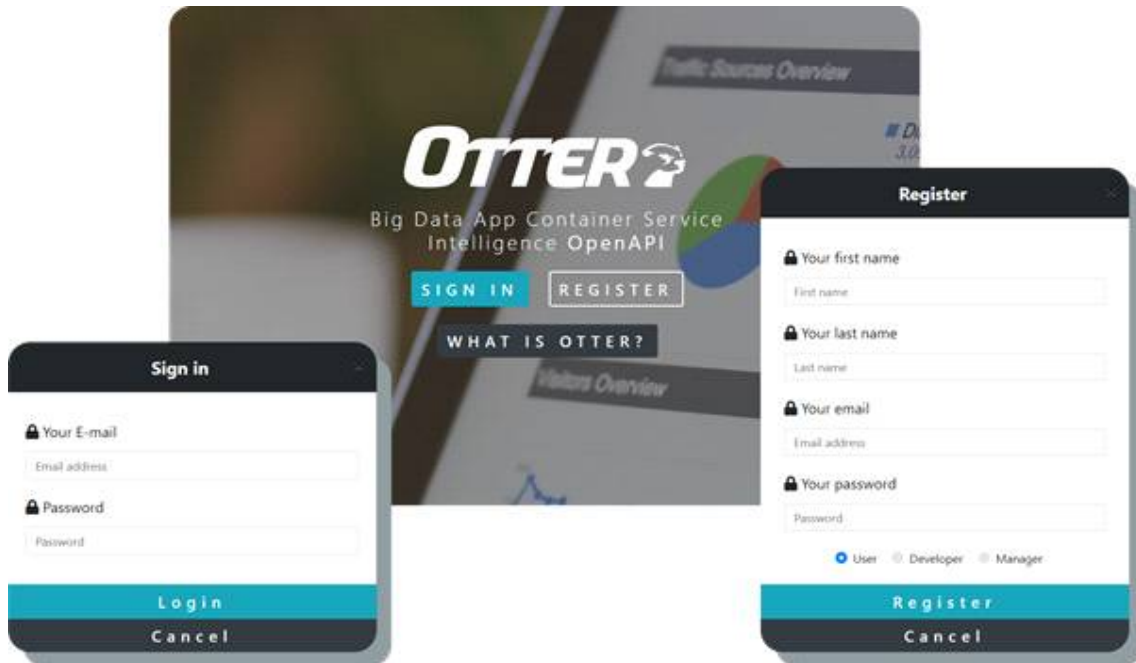 Traffic Sources Overview
OTTER
Big Data App Container Service
Intelligence OpenAPI
SIGN IN
REGISTER
WHAT IS OTTER?
Visitors Overview
Sign in
Your E-mail
Email address
Password
Password
Login
Cancel
Register
Your first name
First name
Your last name
Last name
Your email
Email address
Your password
Password
User Developer Manager
Register
Cancel